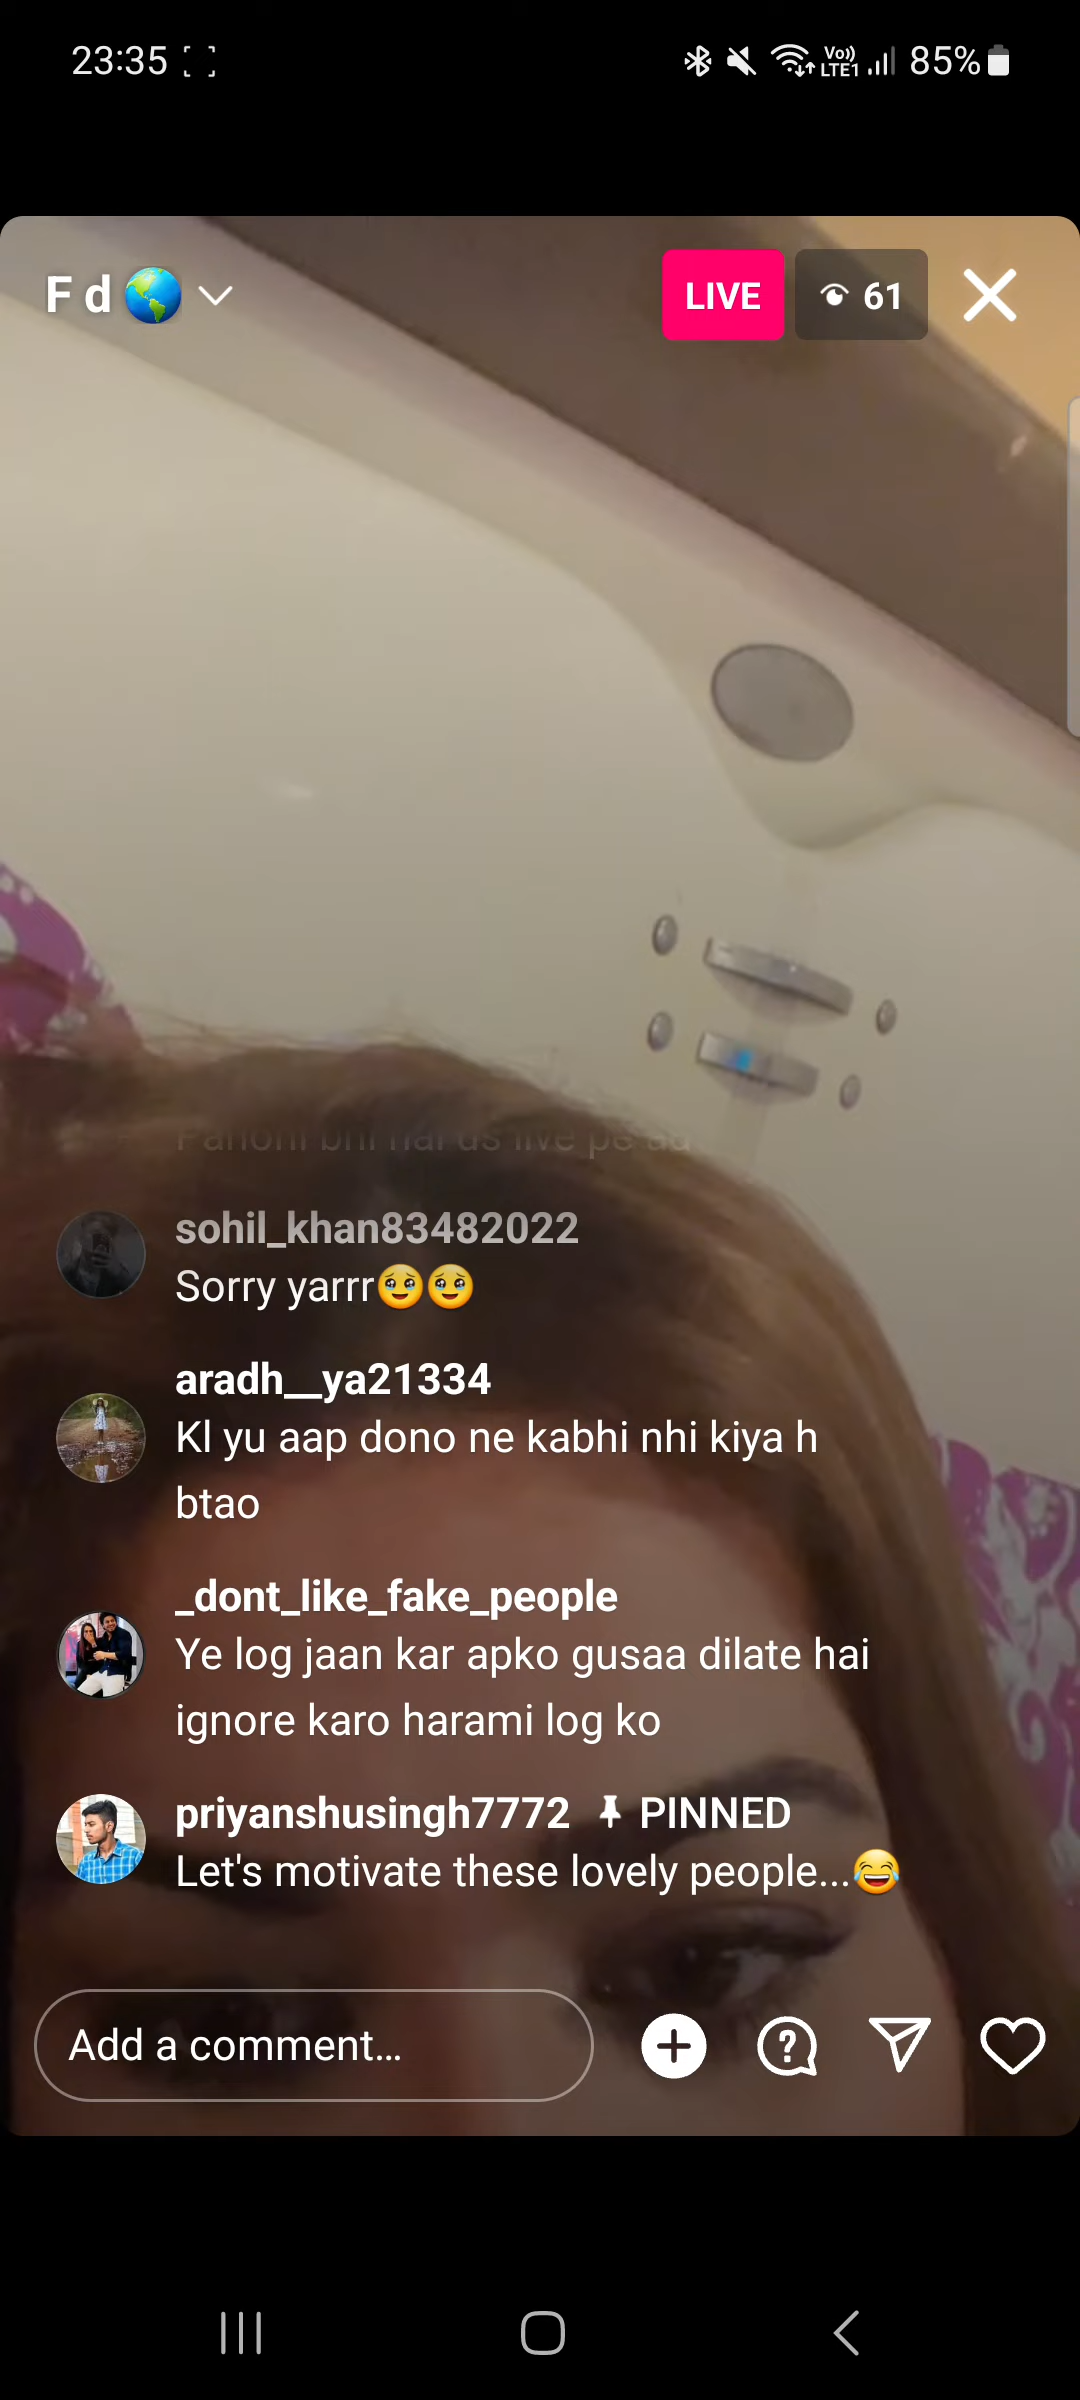 23:35
Vo))
LTE1
85%
F d 🌎
LIVE
61
sohil_khan83482022
Sorry yarrr🥹🥹
aradh__ya21334
Kl yu aap dono ne kabhi nhi kiya h
btao
_dont_like_fake_people
Ye log jaan kar apko gusaa dilate hai
ignore karo harami log ko
priyanshusingh7772 📌 PINNED
Let's motivate these lovely people...😂
Add a comment...